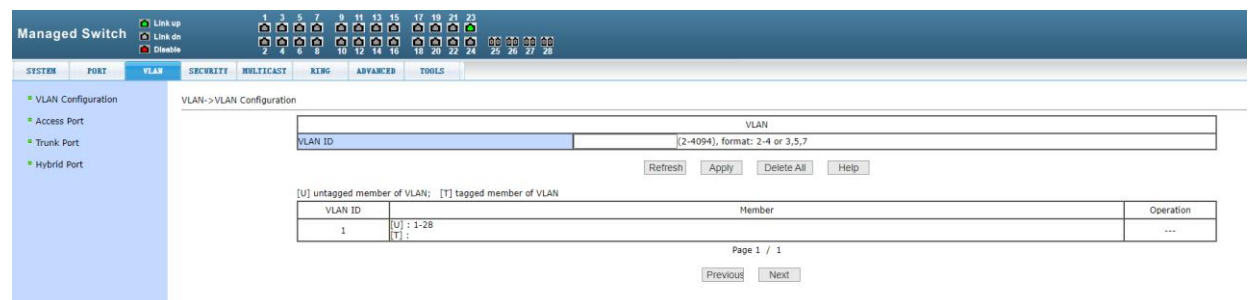 Managed Switch
Link up
Link dn
Disable
1 3 5 7 9 11 13 15 17 19 21 23
2 4 6 8 10 12 14 16 18 20 22 24 25 26 27 28
SYSTEM PORT VLAN SECURITY MULTICAST RING ADVANCED TOOLS
VLAN Configuration
Access Port
Trunk Port
Hybrid Port
VLAN->VLAN Configuration
VLAN
VLAN ID (2-4094), format: 2-4 or 3,5,7
Refresh Apply Delete All Help
[U] untagged member of VLAN; [T] tagged member of VLAN
VLAN ID Member Operation
1 [U] : 1-28 ---
[T] :
Page 1 / 1
Previous Next